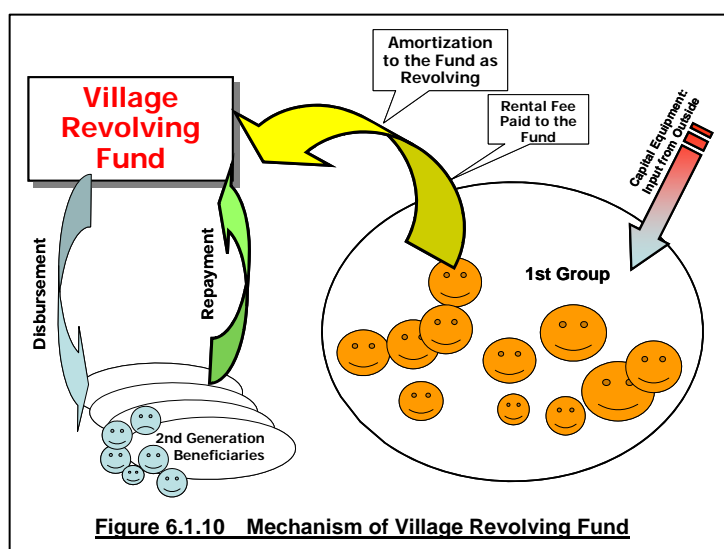 Amortization
to the Fund as
Revolving
Village
Revolving
Fund
Rental Fee
Paid to the
Fund
Capital Equipment:
Input from Outside
1st Group
Disbursement
Repayment
2nd Generation
Beneficiaries
Figure 6.1.10 Mechanism of Village Revolving Fund